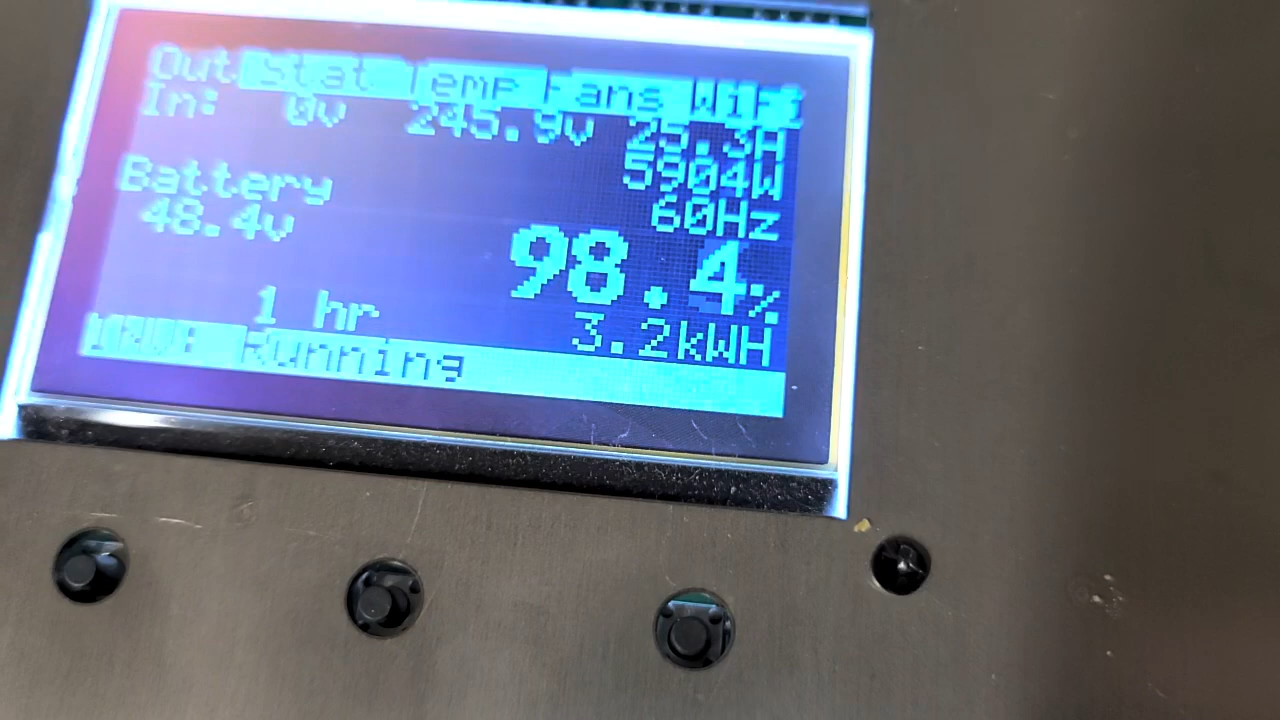 Out Stat Temp Fans Wifi
In: 0v 245.9v 25.3A
5904W
Battery 60Hz
48.4v
98.4%
1 hr 3.2kWH
INV: Running